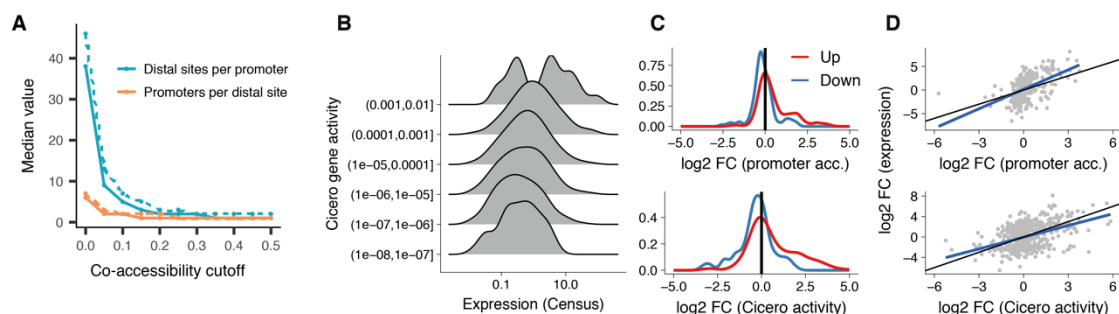 A
Median value
40
30
20
10
0
0.0 0.1 0.2 0.3 0.4 0.5
Co-accessibility cutoff
Distal sites per promoter
Promoters per distal site
B
Cicero gene activity
(0.001,0.01]
(0.0001,0.001]
(1e−05,0.0001]
(1e−06,1e−05]
(1e−07,1e−06]
(1e−08,1e−07]
0.1 10.0
Expression (Census)
C
Up
Down
0.75
0.50
0.25
0.00
−5.0 −2.5 0.0 2.5 5.0
log2 FC (promoter acc.)
0.4
0.2
0.0
−5.0 −2.5 0.0 2.5 5.0
log2 FC (Cicero activity)
D
log2 FC (expression)
5
0
−5
−6 −3 0 3 6
log2 FC (promoter acc.)
8
4
0
−4
−6 −3 0 3 6
log2 FC (Cicero activity)